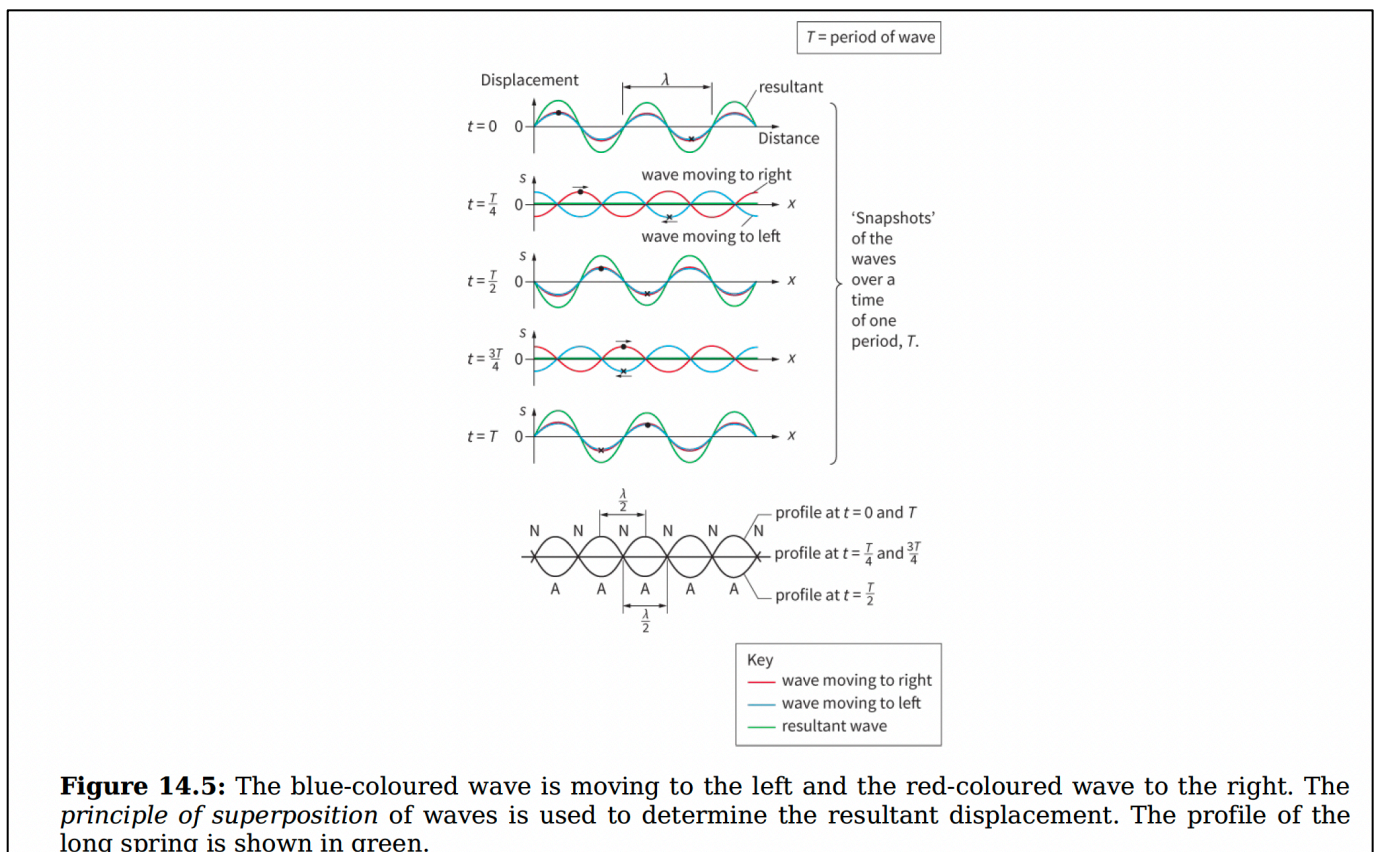 T = period of wave
Displacement
λ
resultant
t = 0
0
Distance
s
wave moving to right
t = T/4
0
x
wave moving to left
s
t = T/2
0
x
s
t = 3T/4
0
x
s
t = T
0
x
'Snapshots'
of the
waves
over a
time
of one
period, T.
λ/2
N N N N N N
profile at t = 0 and T
profile at t = T/4 and 3T/4
A A A A A
profile at t = T/2
λ/2
Key
wave moving to right
wave moving to left
resultant wave
Figure 14.5: The blue-coloured wave is moving to the left and the red-coloured wave to the right. The
principle of superposition of waves is used to determine the resultant displacement. The profile of the
long spring is shown in green.